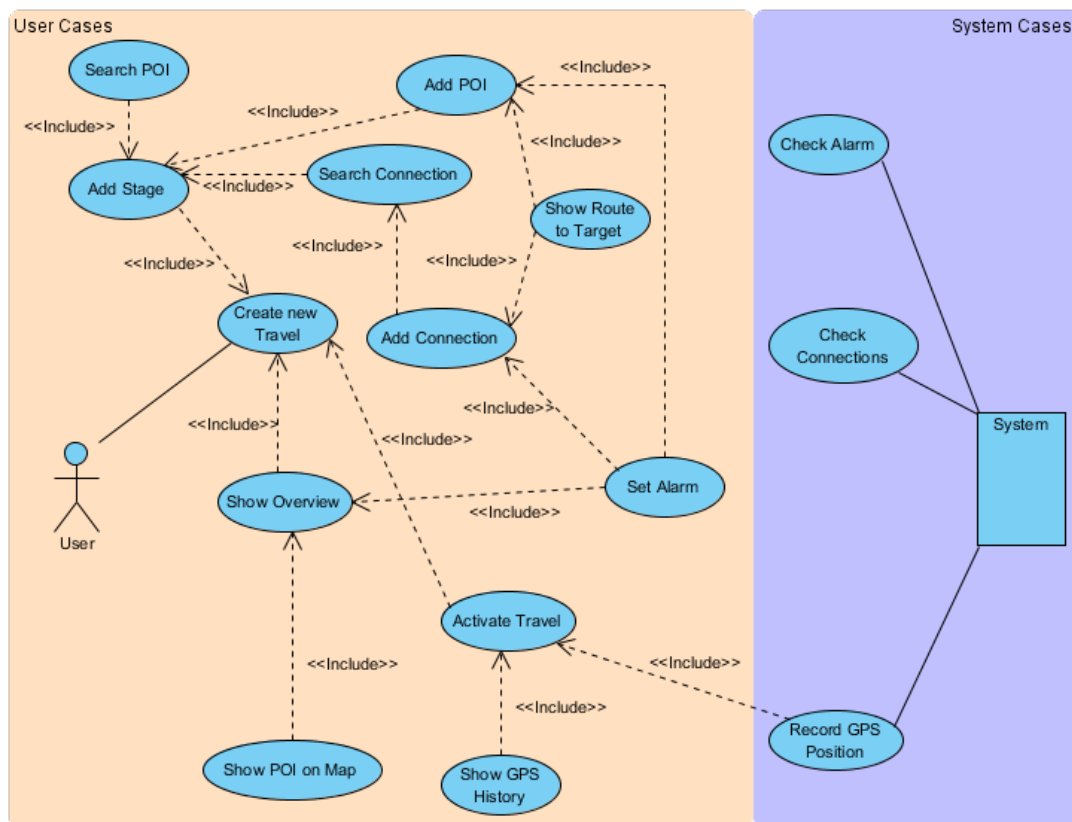 User Cases
System Cases
Search POI
Add POI
<<Include>>
<<Include>>
<<Include>>
<<Include>>
Check Alarm
Add Stage
<<Include>>
Search Connection
Show Route
to Target
<<Include>>
<<Include>>
<<Include>>
Create new
Travel
Add Connection
Check
Connections
<<Include>>
<<Include>>
<<Include>>
System
User
Show Overview
Set Alarm
<<Include>>
Activate Travel
<<Include>>
<<Include>>
<<Include>>
Show POI on Map
Show GPS
History
Record GPS
Position